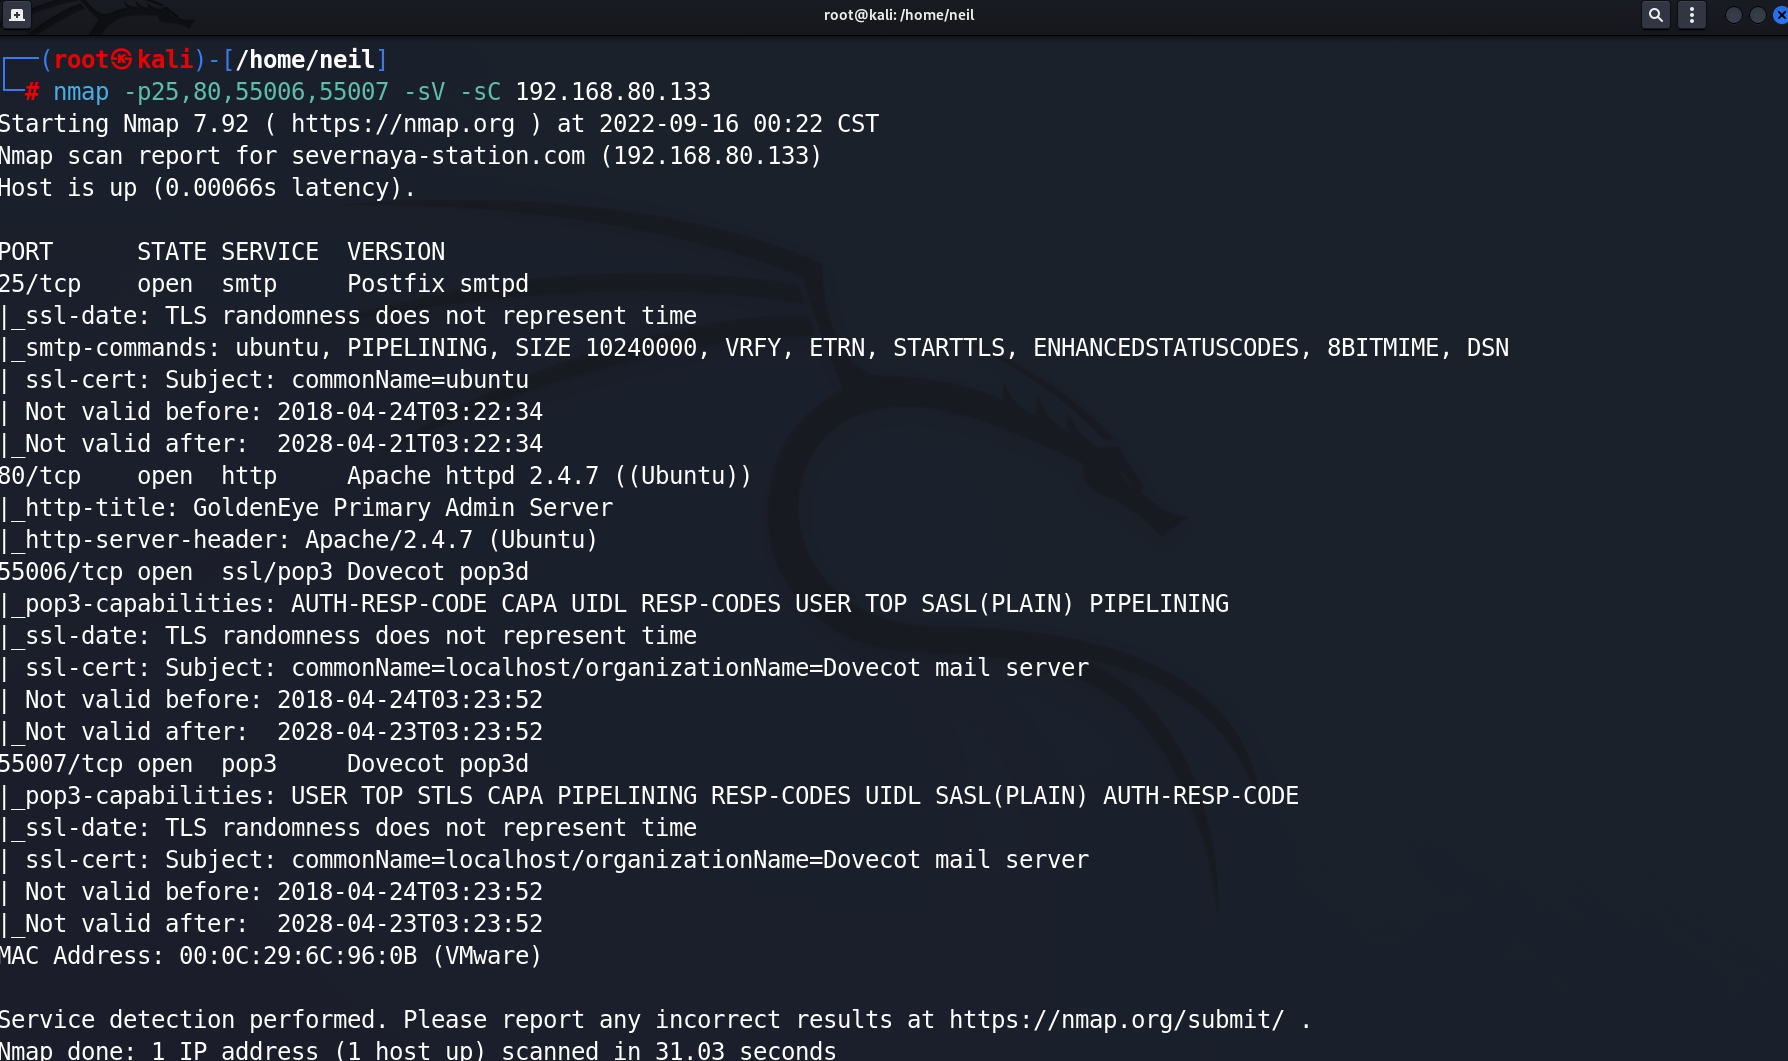 root@kali: /home/neil
┌──(root㉿kali)-[/home/neil]
└─# nmap -p25,80,55006,55007 -sV -sC 192.168.80.133
Starting Nmap 7.92 ( https://nmap.org ) at 2022-09-16 00:22 CST
Nmap scan report for severnaya-station.com (192.168.80.133)
Host is up (0.00066s latency).
PORT      STATE SERVICE  VERSION
25/tcp    open  smtp     Postfix smtpd
|_ssl-date: TLS randomness does not represent time
|_smtp-commands: ubuntu, PIPELINING, SIZE 10240000, VRFY, ETRN, STARTTLS, ENHANCEDSTATUSCODES, 8BITMIME, DSN
| ssl-cert: Subject: commonName=ubuntu
| Not valid before: 2018-04-24T03:22:34
|_Not valid after:  2028-04-21T03:22:34
80/tcp    open  http     Apache httpd 2.4.7 ((Ubuntu))
|_http-title: GoldenEye Primary Admin Server
|_http-server-header: Apache/2.4.7 (Ubuntu)
55006/tcp open  ssl/pop3 Dovecot pop3d
|_pop3-capabilities: AUTH-RESP-CODE CAPA UIDL RESP-CODES USER TOP SASL(PLAIN) PIPELINING
|_ssl-date: TLS randomness does not represent time
| ssl-cert: Subject: commonName=localhost/organizationName=Dovecot mail server
| Not valid before: 2018-04-24T03:23:52
|_Not valid after:  2028-04-23T03:23:52
55007/tcp open  pop3     Dovecot pop3d
|_pop3-capabilities: USER TOP STLS CAPA PIPELINING RESP-CODES UIDL SASL(PLAIN) AUTH-RESP-CODE
|_ssl-date: TLS randomness does not represent time
| ssl-cert: Subject: commonName=localhost/organizationName=Dovecot mail server
| Not valid before: 2018-04-24T03:23:52
|_Not valid after:  2028-04-23T03:23:52
MAC Address: 00:0C:29:6C:96:0B (VMware)
Service detection performed. Please report any incorrect results at https://nmap.org/submit/ .
Nmap done: 1 IP address (1 host up) scanned in 31.03 seconds